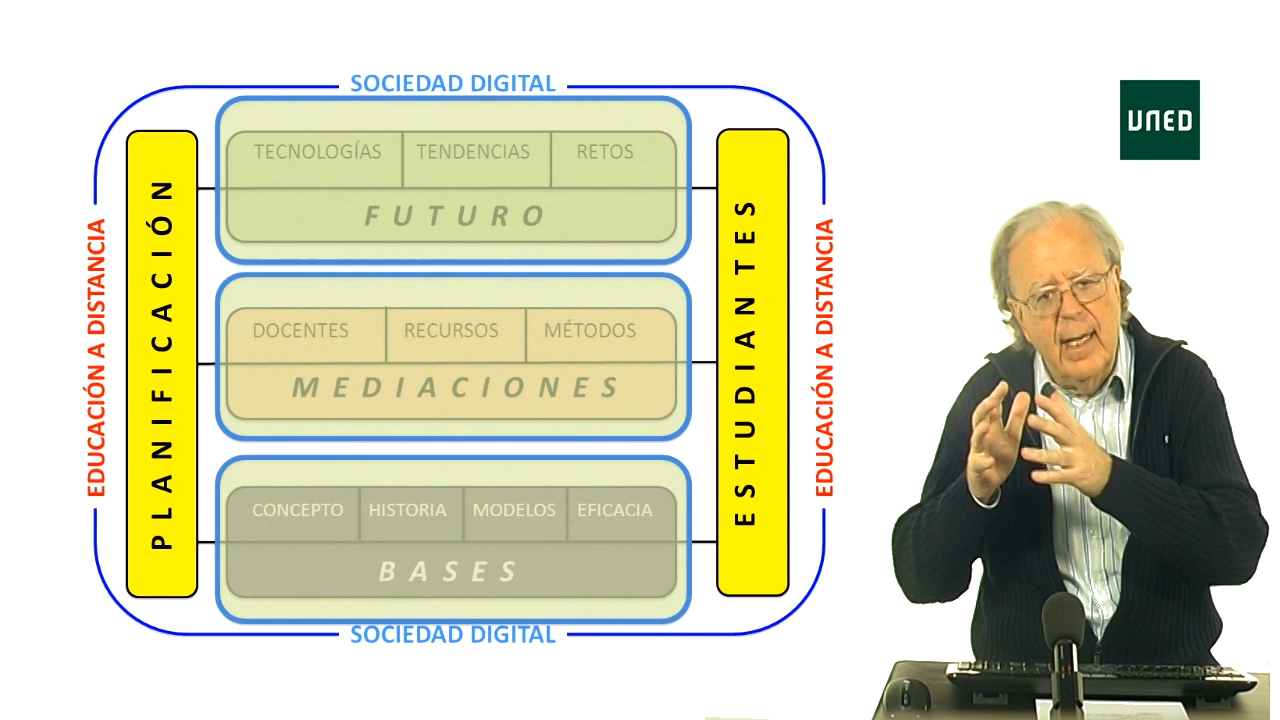 SOCIEDAD DIGITAL
UNED
TECNOLOGÍAS TENDENCIAS RETOS
FUTURO
PLANIFICACIÓN
ESTUDIANTES
EDUCACIÓN A DISTANCIA
EDUCACIÓN A DISTANCIA
DOCENTES RECURSOS MÉTODOS
MEDIACIONES
CONCEPTO HISTORIA MODELOS EFICACIA
BASES
SOCIEDAD DIGITAL